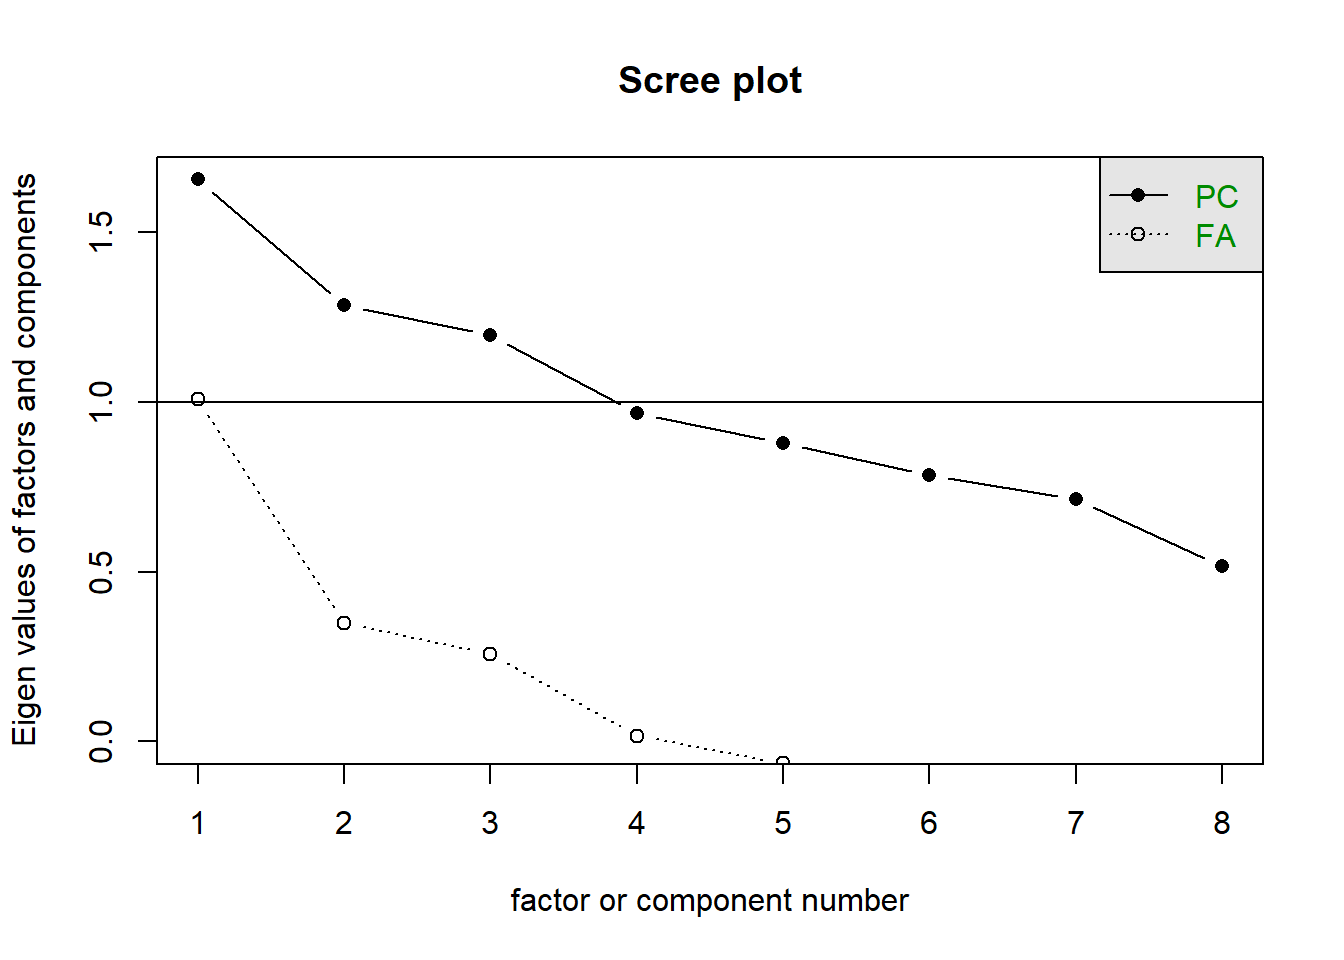 Scree plot
Eigen values of factors and components
1.5
1.0
0.5
0.0
PC
FA
1 2 3 4 5 6 7 8
factor or component number